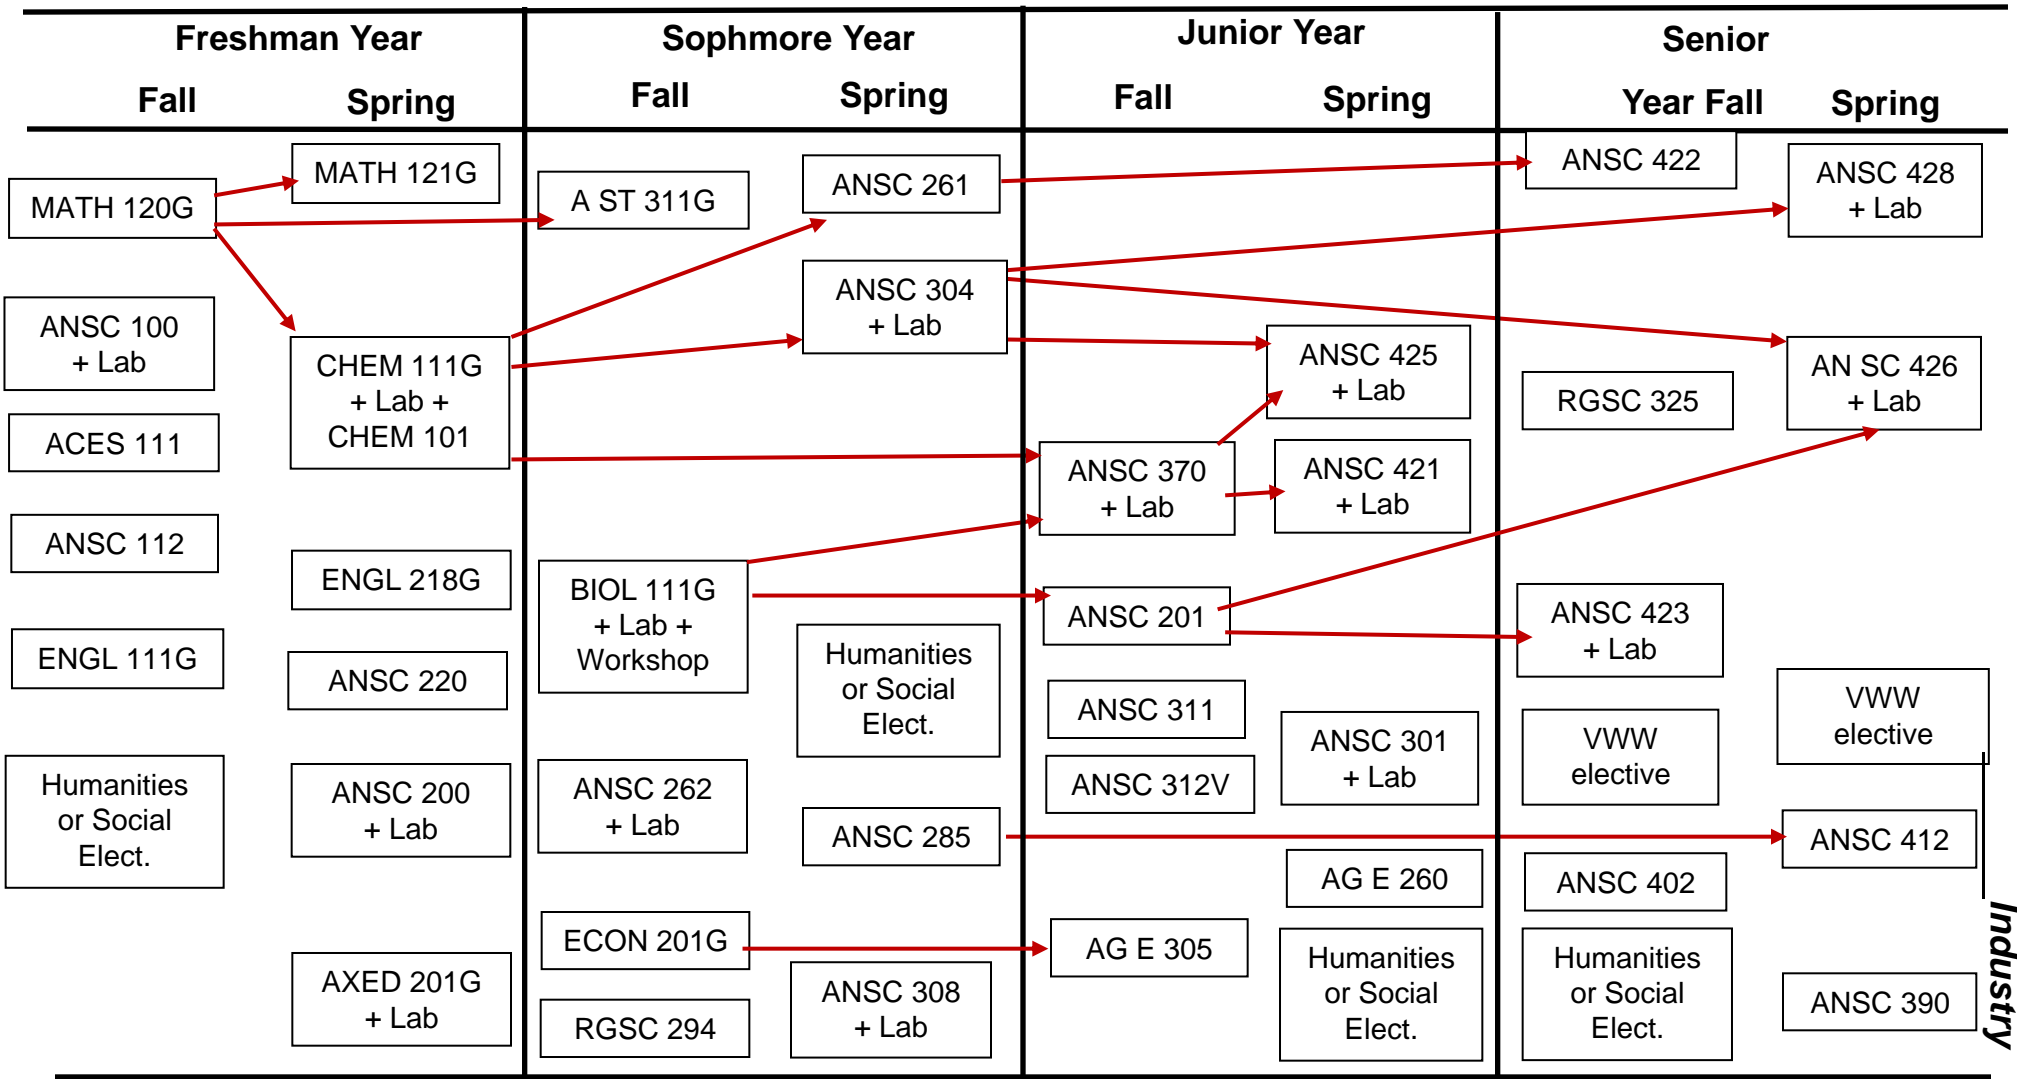 Freshman Year
Sophmore Year
Junior Year
Senior
Fall
Spring
Fall
Spring
Fall
Spring
Year Fall
Spring
MATH 120G
ANSC 100
+ Lab
ACES 111
ANSC 112
ENGL 111G
Humanities
or Social
Elect.
MATH 121G
CHEM 111G
+ Lab +
CHEM 101
ENGL 218G
ANSC 220
ANSC 200
+ Lab
AXED 201G
+ Lab
A ST 311G
BIOL 111G
+ Lab +
Workshop
ANSC 262
+ Lab
ECON 201G
RGSC 294
ANSC 261
ANSC 304
+ Lab
Humanities
or Social
Elect.
ANSC 285
ANSC 308
+ Lab
ANSC 370
+ Lab
ANSC 201
ANSC 311
ANSC 312V
AG E 305
ANSC 425
+ Lab
ANSC 421
+ Lab
ANSC 301
+ Lab
AG E 260
Humanities
or Social
Elect.
ANSC 422
RGSC 325
ANSC 423
+ Lab
VWW
elective
ANSC 402
Humanities
or Social
Elect.
ANSC 428
+ Lab
AN SC 426
+ Lab
VWW
elective
ANSC 412
ANSC 390
Industry